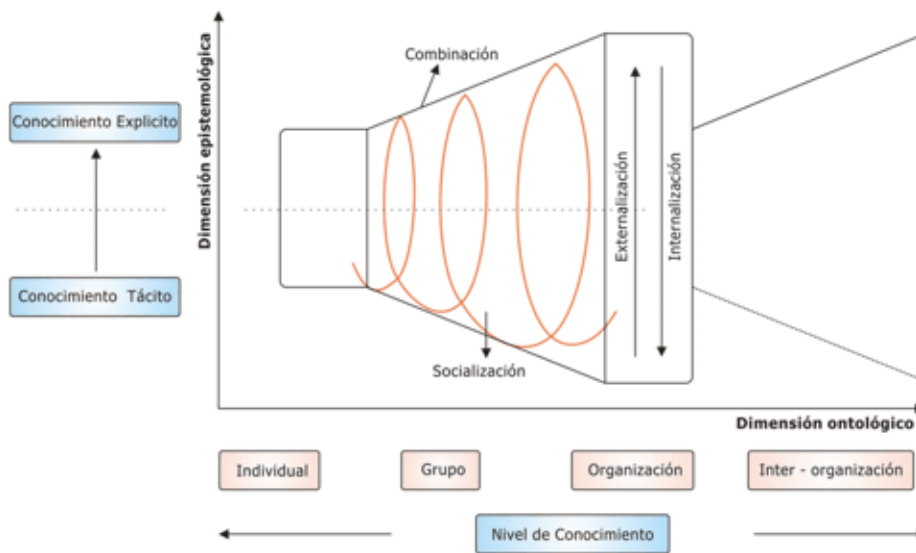 Dimensión epistemológica
Combinación
Conocimiento Explicito
Externalización
Internalización
Conocimiento Tácito
Socialización
Dimensión ontológico
Individual
Grupo
Organización
Inter - organización
Nivel de Conocimiento